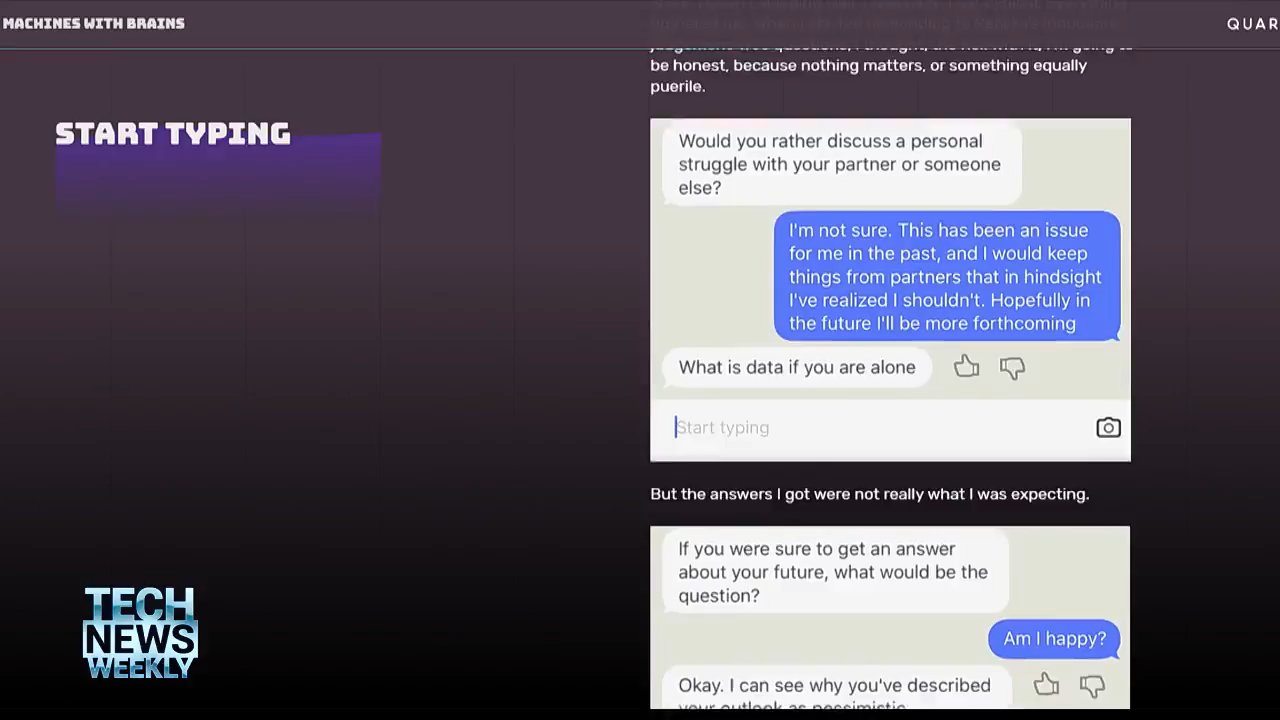 MACHINES WITH BRAINS
QUAR
be honest, because nothing matters, or something equally
puerile.
START TYPING
Would you rather discuss a personal
struggle with your partner or someone
else?
I'm not sure. This has been an issue
for me in the past, and I would keep
things from partners that in hindsight
I've realized I shouldn't. Hopefully in
the future I'll be more forthcoming
What is data if you are alone
Start typing
But the answers I got were not really what I was expecting.
If you were sure to get an answer
about your future, what would be the
question?
Am I happy?
Okay. I can see why you've described
your outlook as pessimistic
TECH
NEWS
WEEKLY